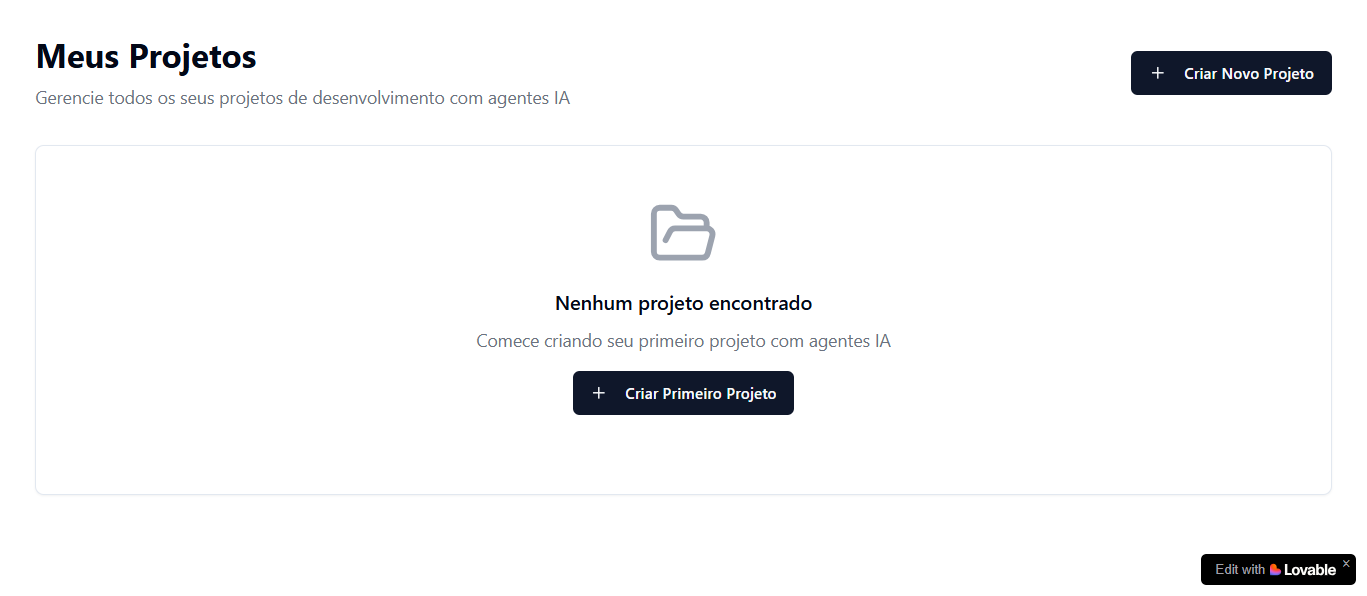 Meus Projetos
Gerencie todos os seus projetos de desenvolvimento com agentes IA
+ Criar Novo Projeto
Nenhum projeto encontrado
Comece criando seu primeiro projeto com agentes IA
+ Criar Primeiro Projeto
Edit with Lovable ×